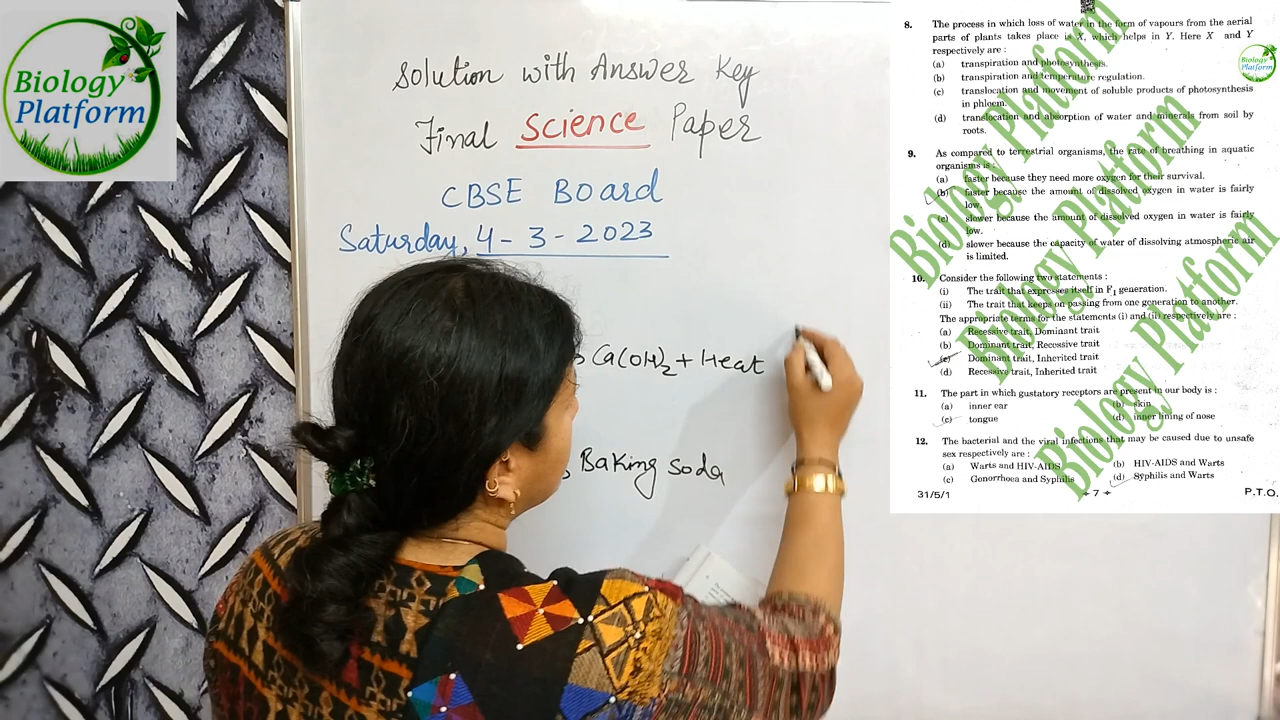 Biology
Platform
Solution with Answer Key
Final Science Paper
CBSE Board
Saturday, 4-3-2023
Ca(OH)2 + Heat
Baking soda
8. The process in which loss of water in the form of vapours from the aerial
parts of plants takes place is X, which helps in Y. Here X and Y
respectively are :
(a) transpiration and photosynthesis.
(b) transpiration and temperature regulation.
(c) translocation and movement of soluble products of photosynthesis
in phloem.
(d) translocation and absorption of water and minerals from soil by
roots.
9. As compared to terrestrial organisms, the rate of breathing in aquatic
organisms is :
(a) faster because they need more oxygen for their survival.
(b) faster because the amount of dissolved oxygen in water is fairly
low.
(c) slower because the amount of dissolved oxygen in water is fairly
low.
(d) slower because the capacity of water of dissolving atmospheric air
is limited.
10. Consider the following two statements :
(i) The trait that expresses itself in F1 generation.
(ii) The trait that keeps on passing from one generation to another.
The appropriate terms for the statements (i) and (ii) respectively are :
(a) Recessive trait, Dominant trait
(b) Dominant trait, Recessive trait
(c) Dominant trait, Inherited trait
(d) Recessive trait, Inherited trait
11. The part in which gustatory receptors are present in our body is :
(a) inner ear (b) skin
(c) tongue (d) inner lining of nose
12. The bacterial and the viral infections that may be caused due to unsafe
sex respectively are :
(a) Warts and HIV-AIDS (b) HIV-AIDS and Warts
(c) Gonorrhoea and Syphilis (d) Syphilis and Warts
31/5/1 7 P.T.O.
Biology Platform
Biology Platform
Biology Platform
Biology
Platform